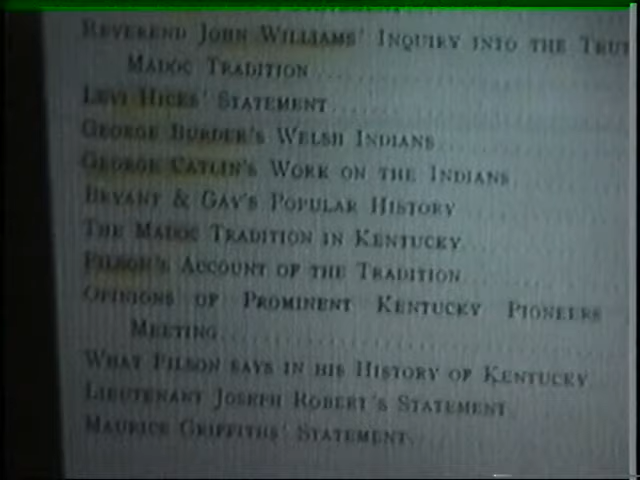 REVEREND JOHN WILLIAMS' INQUIRY INTO THE
MADOC TRADITION
LEVI HICKS' STATEMENT
GEORGE BURDER'S WELSH INDIANS
GEORGE CATLIN'S WORK ON THE INDIANS
BRYANT & GAY'S POPULAR HISTORY
THE MADOC TRADITION IN KENTUCKY
FILSON'S ACCOUNT OF THE TRADITION
OPINIONS OF PROMINENT KENTUCKY PIONEERS
MEETING
WHAT FILSON SAYS IN HIS HISTORY OF KENTUCKY
LIEUTENANT JOSEPH ROBERT'S STATEMENT
MAURICE GRIFFITHS' STATEMENT